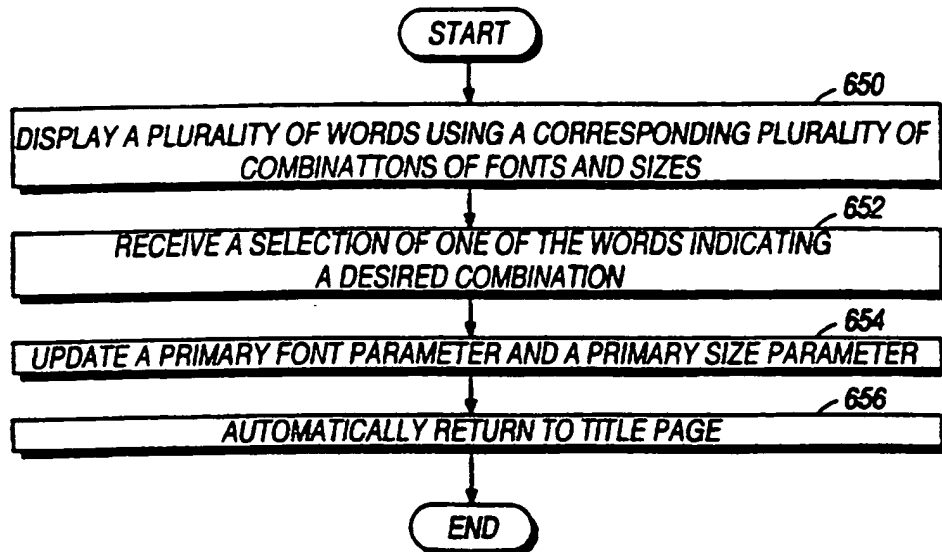 START
650
DISPLAY A PLURALITY OF WORDS USING A CORRESPONDING PLURALITY OF
COMBINATTONS OF FONTS AND SIZES
652
RECEIVE A SELECTION OF ONE OF THE WORDS INDICATING
A DESIRED COMBINATION
654
UPDATE A PRIMARY FONT PARAMETER AND A PRIMARY SIZE PARAMETER
656
AUTOMATICALLY RETURN TO TITLE PAGE
END